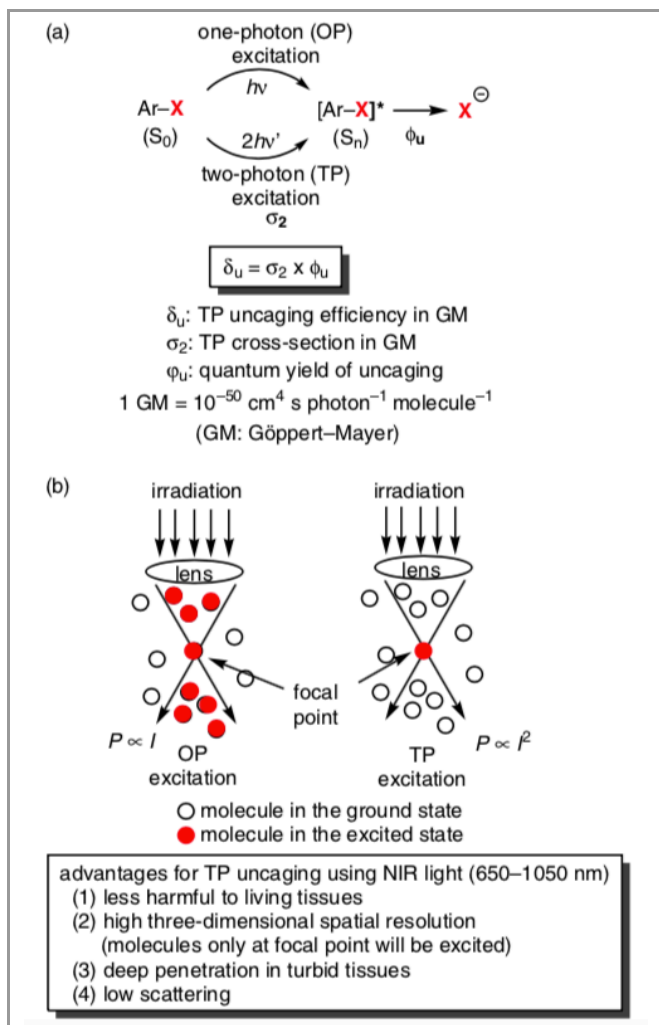 (a)
one-photon (OP)
excitation
hν
Ar–X
[Ar–X]*
X⊖
(S₀)
2hν'
(Sₙ)
ϕᵤ
two-photon (TP)
excitation
σ₂
δᵤ = σ₂ x ϕᵤ
δᵤ: TP uncaging efficiency in GM
σ₂: TP cross-section in GM
φᵤ: quantum yield of uncaging
1 GM = 10⁻⁵⁰ cm⁴ s photon⁻¹ molecule⁻¹
(GM: Göppert–Mayer)
(b)
irradiation
irradiation
lens
lens
focal
point
P ∝ I
P ∝ I²
OP
excitation
TP
excitation
molecule in the ground state
molecule in the excited state
advantages for TP uncaging using NIR light (650–1050 nm)
(1) less harmful to living tissues
(2) high three-dimensional spatial resolution
(molecules only at focal point will be excited)
(3) deep penetration in turbid tissues
(4) low scattering